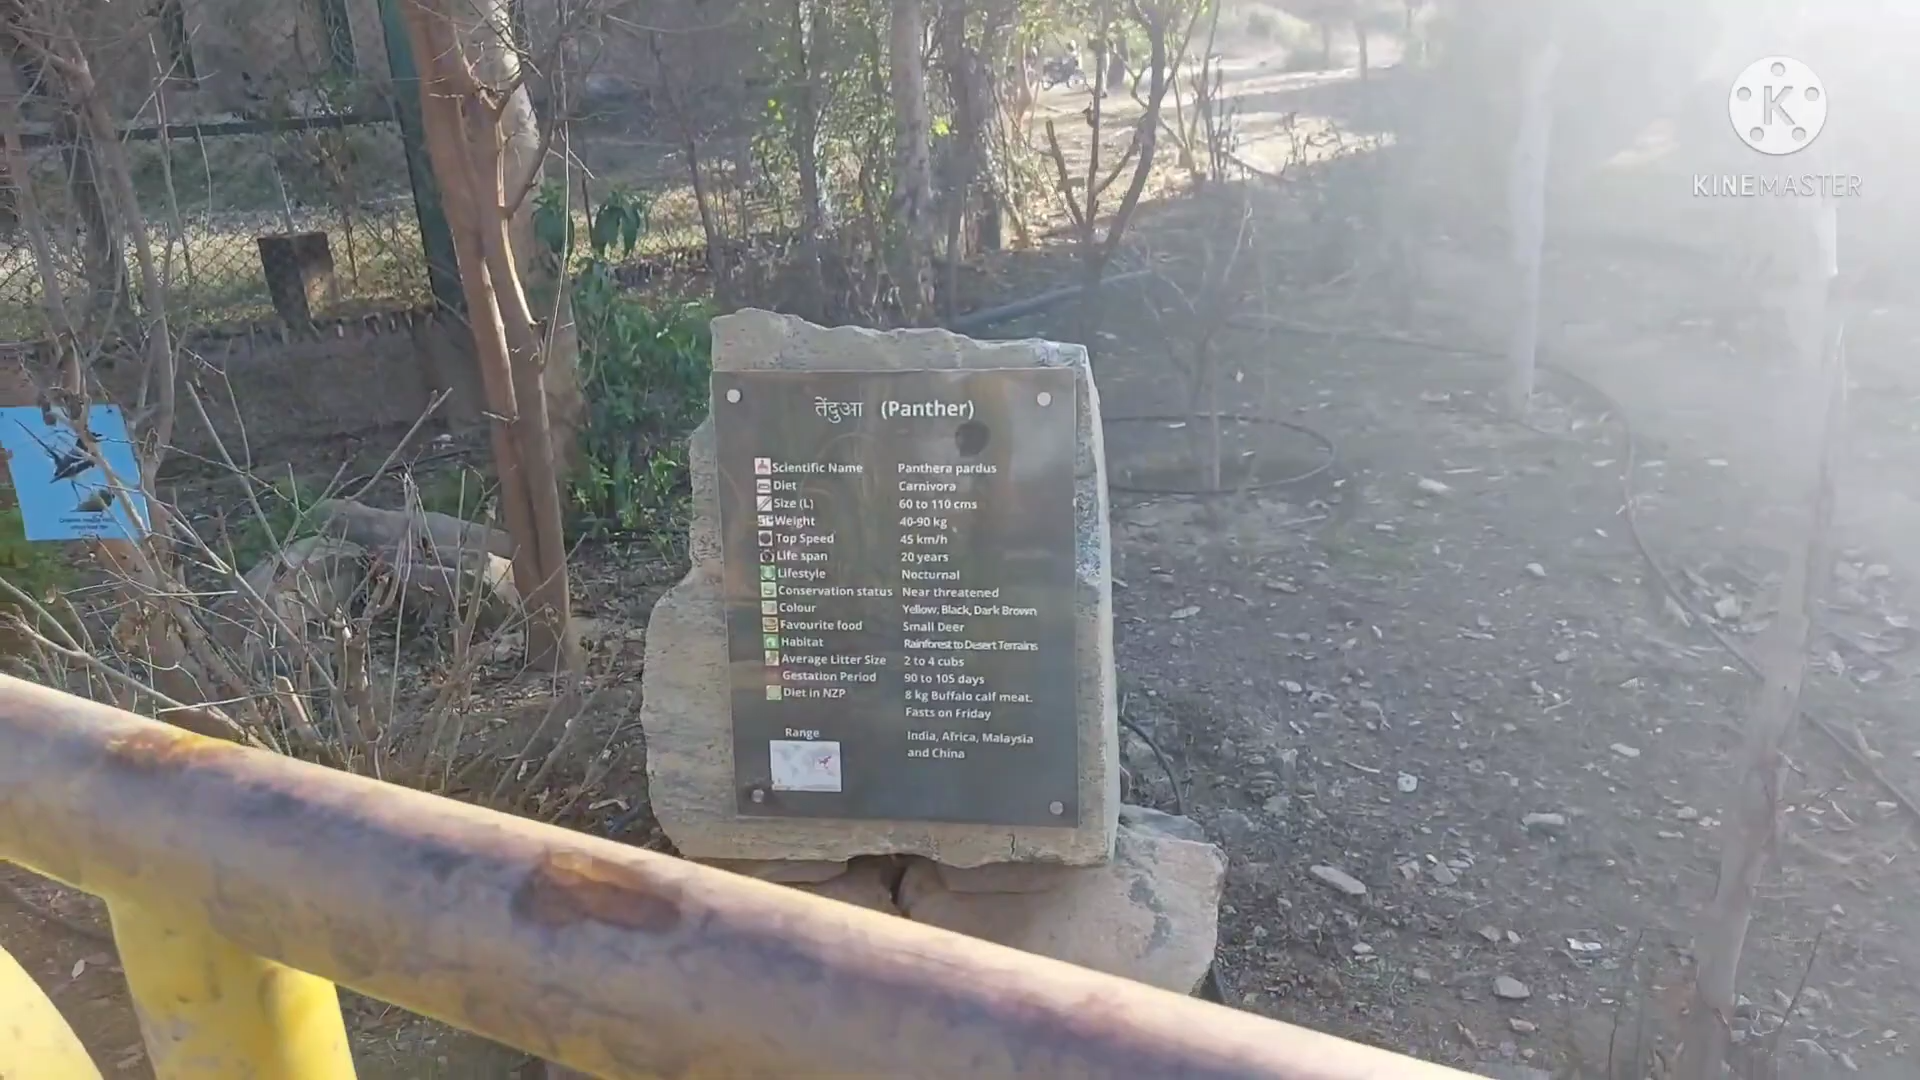 तेंदुआ (Panther)
Scientific Name Panthera pardus
Diet Carnivora
Size (L) 60 to 110 cms
Weight 40-90 kg
Top Speed 45 km/h
Life span 20 years
Lifestyle Nocturnal
Conservation status Near threatened
Colour Yellow, Black, Dark Brown
Favourite food Small Deer
Habitat Rainforest to Desert Terrains
Average Litter Size 2 to 4 cubs
Gestation Period 90 to 105 days
Diet in NZP 8 kg Buffalo calf meat.
Fasts on Friday
Range India, Africa, Malaysia
and China
K
KINEMASTER